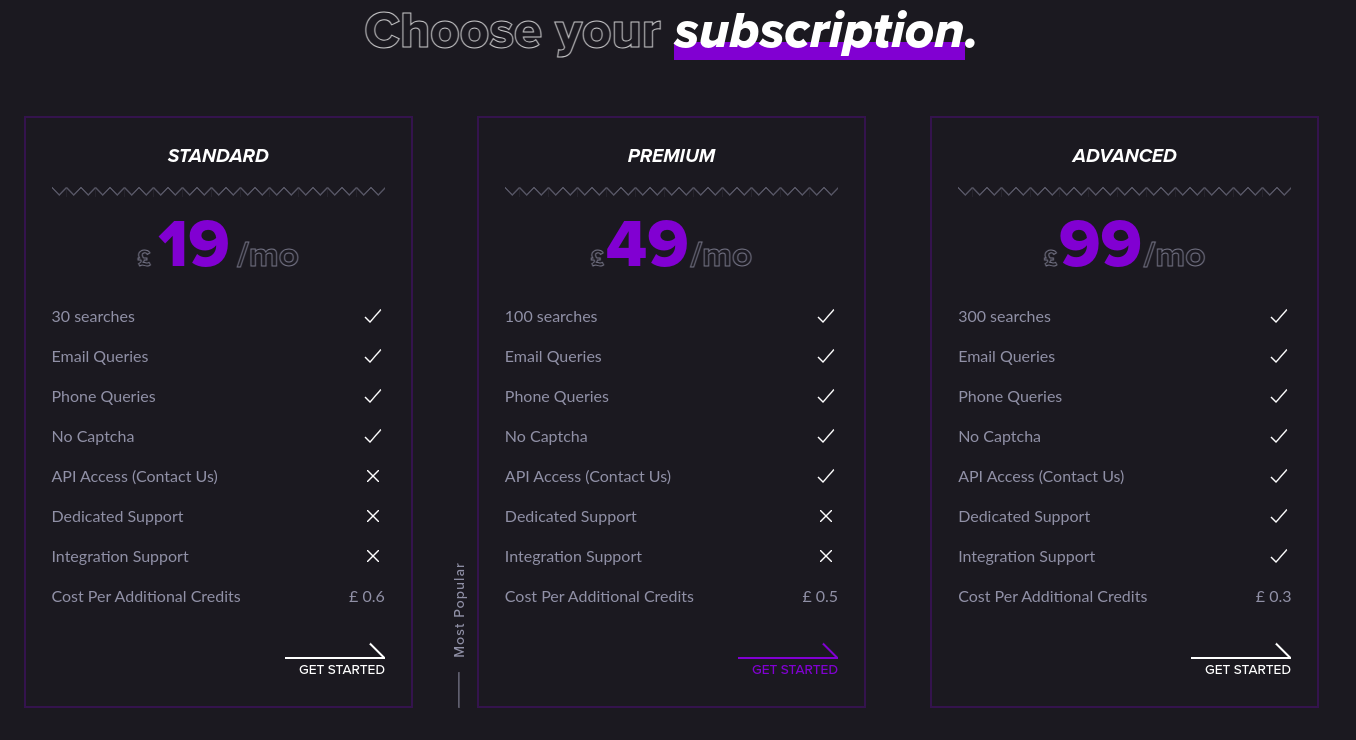 Choose your subscription.
STANDARD
£ 19 /mo
30 searches
Email Queries
Phone Queries
No Captcha
API Access (Contact Us)
Dedicated Support
Integration Support
Cost Per Additional Credits £ 0.6
GET STARTED
Most Popular
PREMIUM
£ 49 /mo
100 searches
Email Queries
Phone Queries
No Captcha
API Access (Contact Us)
Dedicated Support
Integration Support
Cost Per Additional Credits £ 0.5
GET STARTED
ADVANCED
£ 99 /mo
300 searches
Email Queries
Phone Queries
No Captcha
API Access (Contact Us)
Dedicated Support
Integration Support
Cost Per Additional Credits £ 0.3
GET STARTED